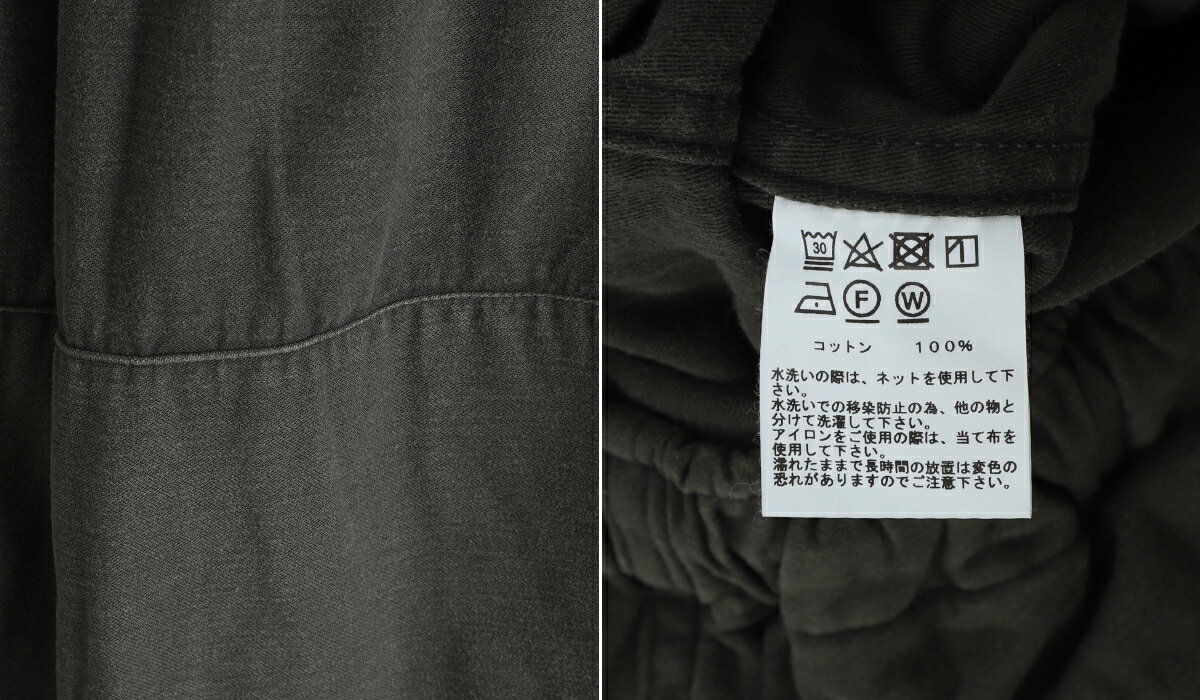 30
F W
コットン 100%
水洗いの際は、ネットを使用して下
さい。
水洗いでの移染防止の為、他の物と
分けて洗濯して下さい。
アイロンをご使用の際は、当て布を
使用して下さい。
濡れたままで長時間の放置は変色の
恐れがありますのでご注意下さい。